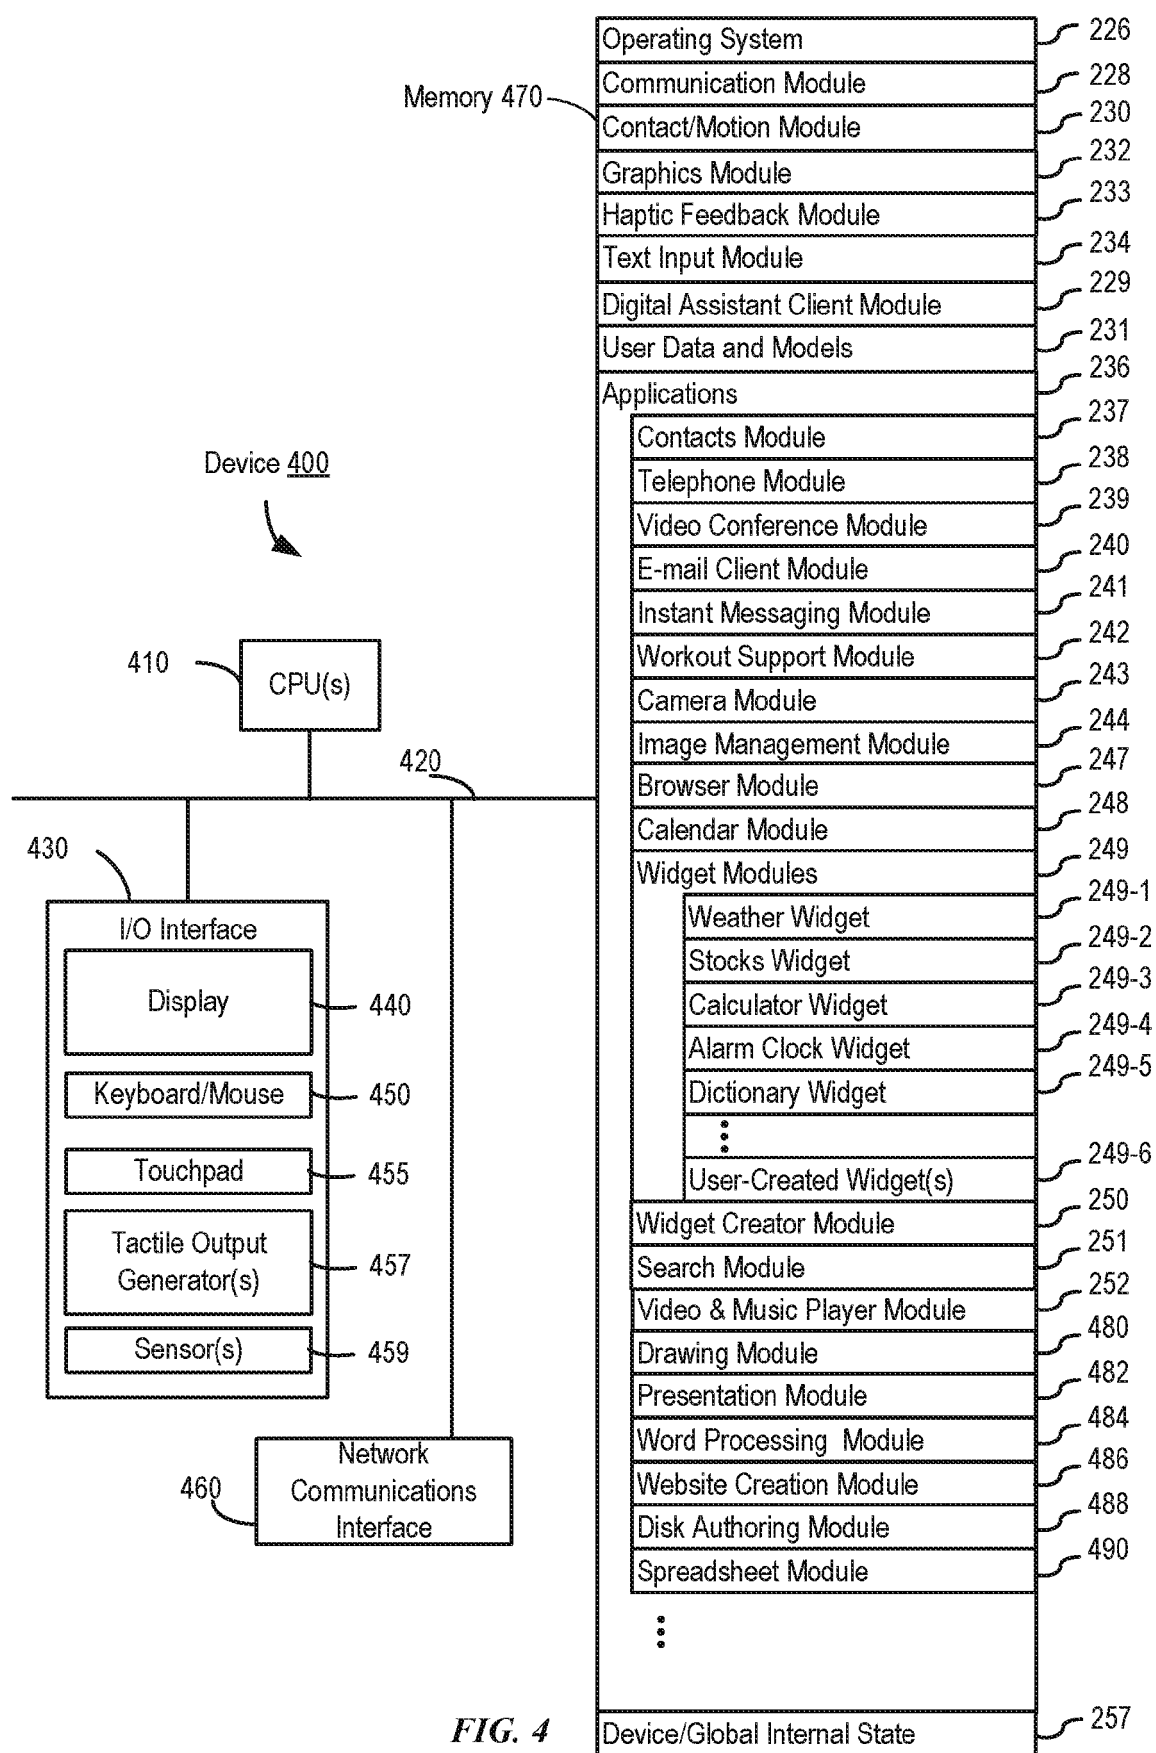 Device 400
410
CPU(s)
420
430
I/O Interface
Display
440
Keyboard/Mouse
450
Touchpad
455
Tactile Output
Generator(s)
457
Sensor(s)
459
460
Network
Communications
Interface
Memory 470
Operating System 226
Communication Module 228
Contact/Motion Module 230
Graphics Module 232
Haptic Feedback Module 233
Text Input Module 234
Digital Assistant Client Module 229
User Data and Models 231
Applications 236
Contacts Module 237
Telephone Module 238
Video Conference Module 239
E-mail Client Module 240
Instant Messaging Module 241
Workout Support Module 242
Camera Module 243
Image Management Module 244
Browser Module 247
Calendar Module 248
Widget Modules 249
Weather Widget 249-1
Stocks Widget 249-2
Calculator Widget 249-3
Alarm Clock Widget 249-4
Dictionary Widget 249-5
User-Created Widget(s) 249-6
Widget Creator Module 250
Search Module 251
Video & Music Player Module 252
Drawing Module 480
Presentation Module 482
Word Processing Module 484
Website Creation Module 486
Disk Authoring Module 488
Spreadsheet Module 490
Device/Global Internal State 257
FIG. 4